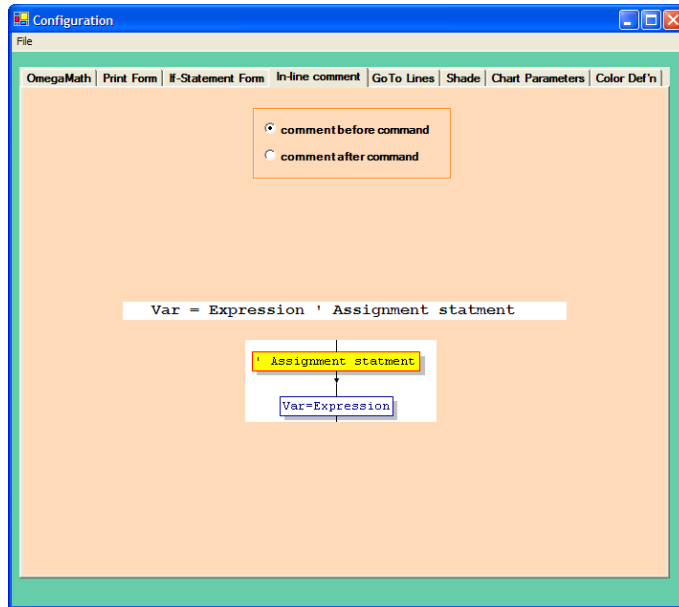 Configuration
File
OmegaMath Print Form If-Statement Form In-line comment GoTo Lines Shade Chart Parameters Color Def'n
comment before command
comment after command
Var = Expression ' Assignment statment
' Assignment statment
Var=Expression